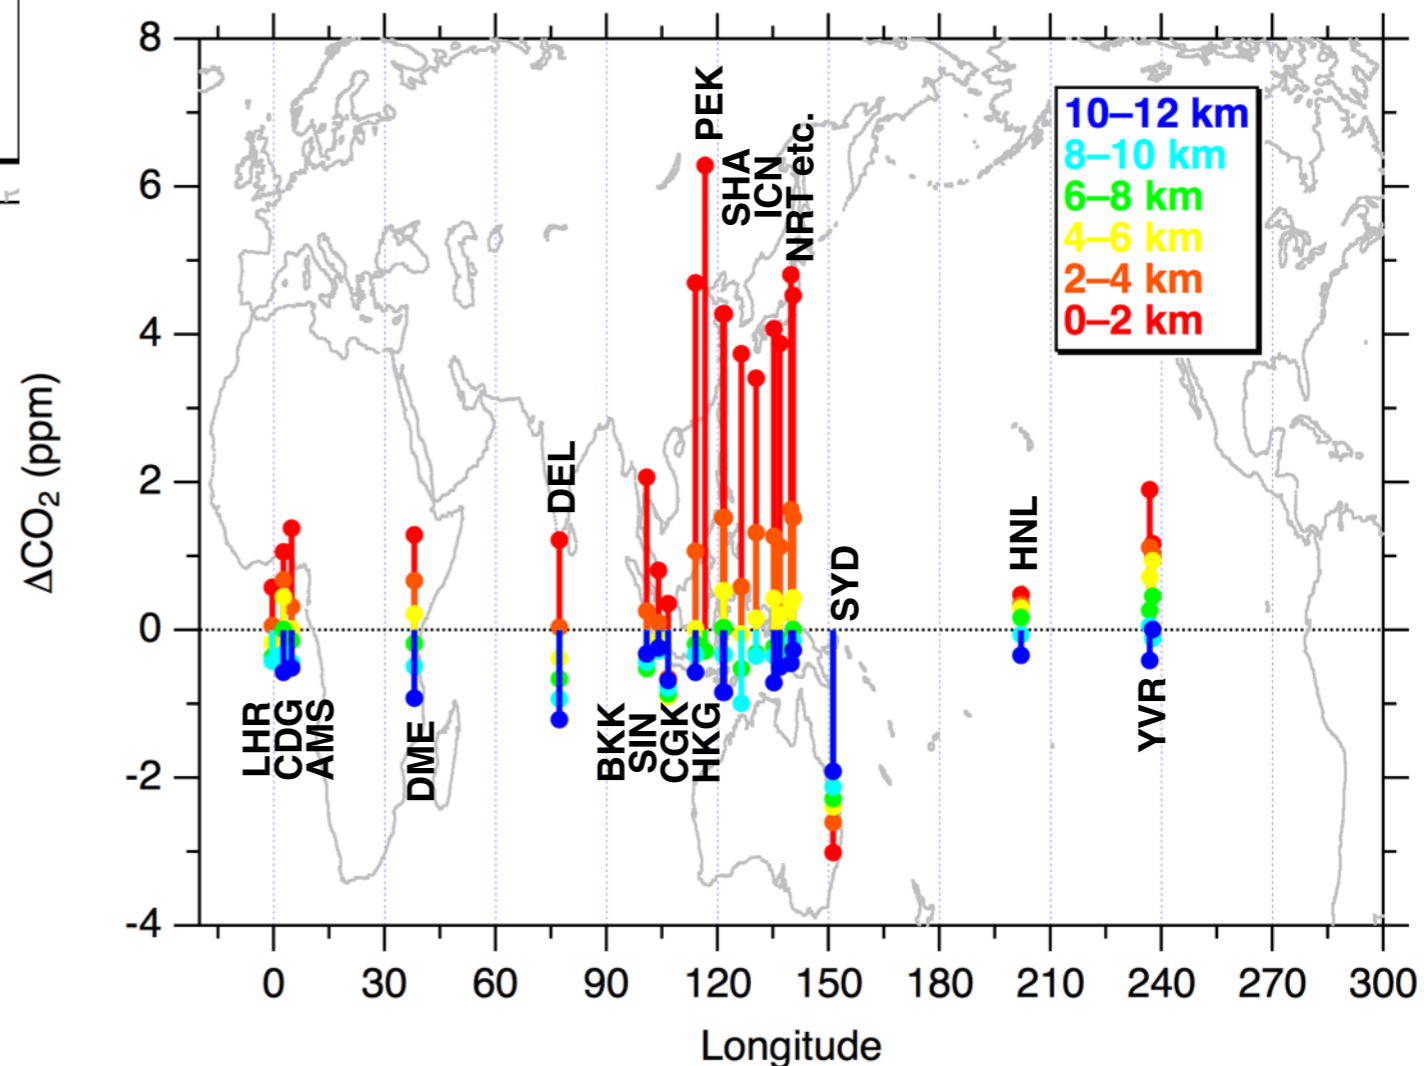 8
6
4
2
0
-2
-4
ΔCO₂ (ppm)
PEK
SHA
ICN
NRT etc.
10–12 km
8–10 km
6–8 km
4–6 km
2–4 km
0–2 km
DEL
HNL
SYD
LHR
CDG
AMS
DME
BKK
SIN
CGK
HKG
YVR
0 30 60 90 120 150 180 210 240 270 300
Longitude